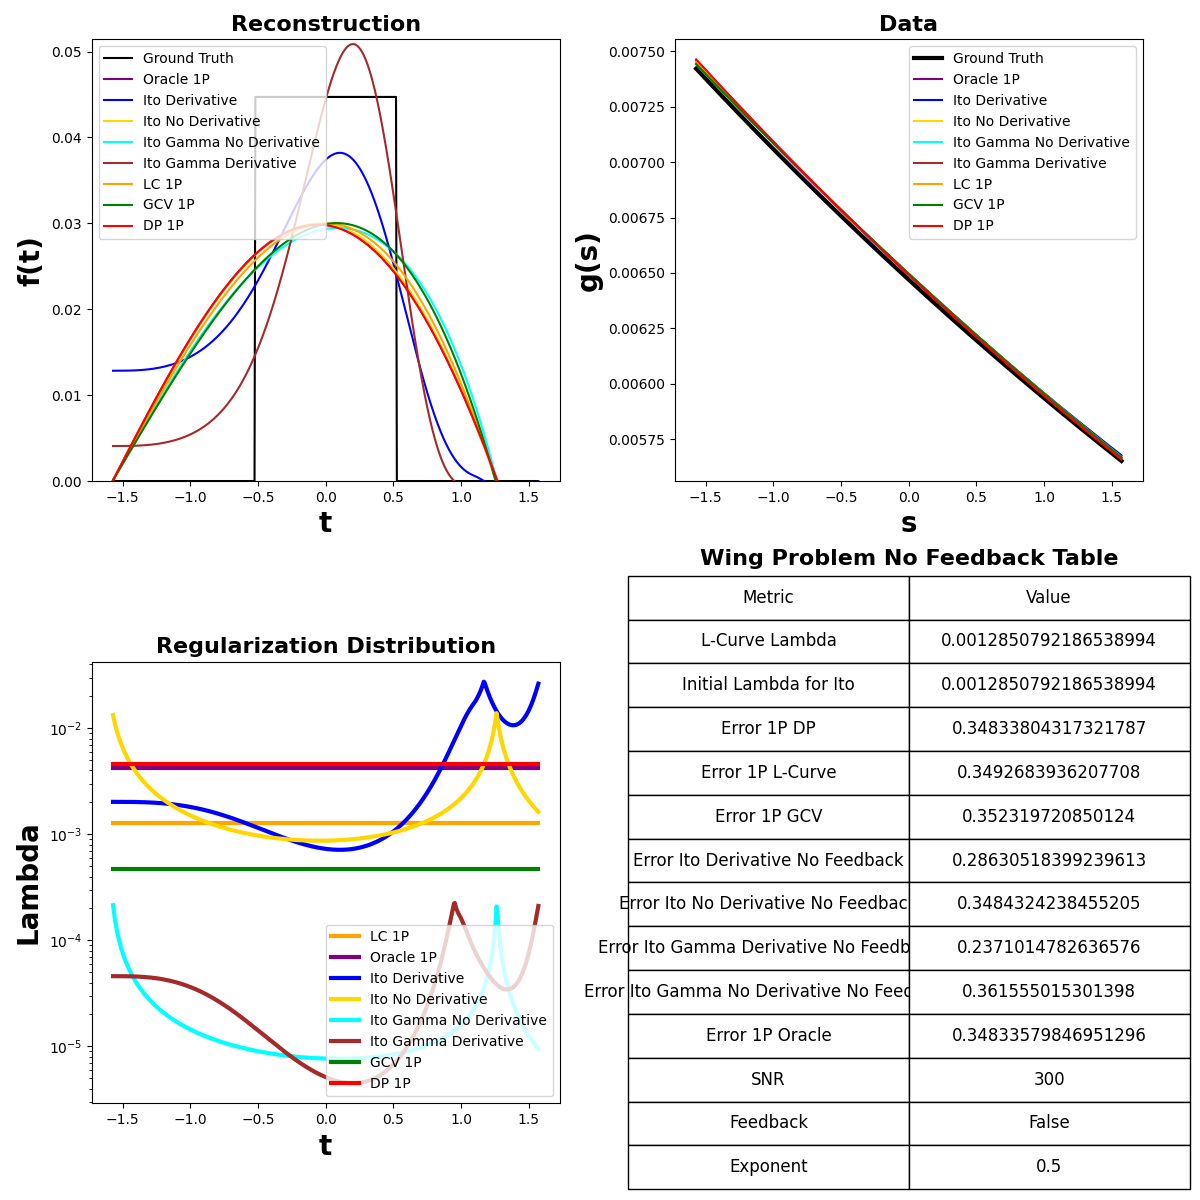 Reconstruction
0.05
0.04
0.03
0.02
0.01
0.00
f(t)
Ground Truth
Oracle 1P
Ito Derivative
Ito No Derivative
Ito Gamma No Derivative
Ito Gamma Derivative
LC 1P
GCV 1P
DP 1P
−1.5 −1.0 −0.5 0.0 0.5 1.0 1.5
t
Data
0.00750
0.00725
0.00700
0.00675
0.00650
0.00625
0.00600
0.00575
g(s)
Ground Truth
Oracle 1P
Ito Derivative
Ito No Derivative
Ito Gamma No Derivative
Ito Gamma Derivative
LC 1P
GCV 1P
DP 1P
−1.5 −1.0 −0.5 0.0 0.5 1.0 1.5
s
Regularization Distribution
10⁻²
10⁻³
10⁻⁴
10⁻⁵
Lambda
LC 1P
Oracle 1P
Ito Derivative
Ito No Derivative
Ito Gamma No Derivative
Ito Gamma Derivative
GCV 1P
DP 1P
−1.5 −1.0 −0.5 0.0 0.5 1.0 1.5
t
Wing Problem No Feedback Table
Metric Value
L-Curve Lambda 0.0012850792186538994
Initial Lambda for Ito 0.0012850792186538994
Error 1P DP 0.34833804317321787
Error 1P L-Curve 0.3492683936207708
Error 1P GCV 0.352319720850124
Error Ito Derivative No Feedback 0.28630518399239613
Error Ito No Derivative No Feedbac 0.3484324238455205
Error Ito Gamma Derivative No Feedb 0.2371014782636576
Error Ito Gamma No Derivative No Feed 0.361555015301398
Error 1P Oracle 0.34833579846951296
SNR 300
Feedback False
Exponent 0.5